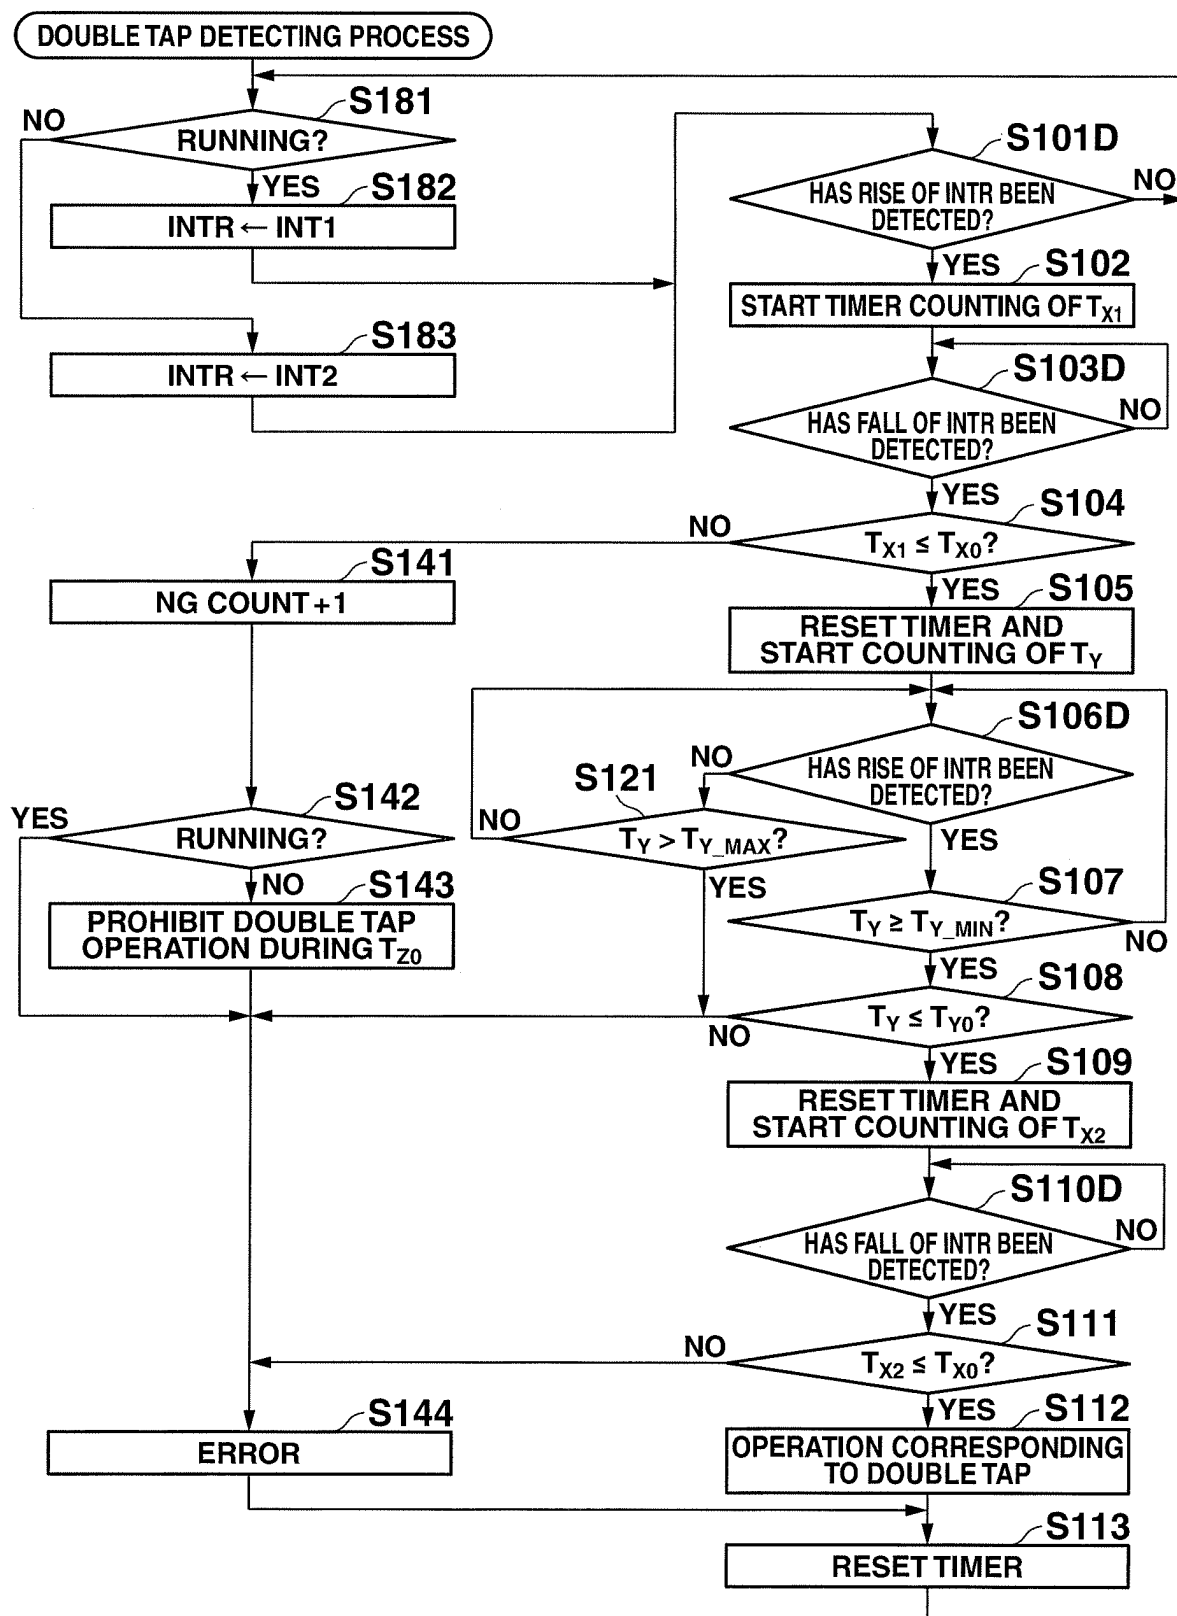 DOUBLE TAP DETECTING PROCESS
S181
NO
RUNNING?
YES
S182
INTR ← INT1
S183
INTR ← INT2
S101D
HAS RISE OF INTR BEEN
DETECTED?
NO
YES
S102
START TIMER COUNTING OF TX1
S103D
HAS FALL OF INTR BEEN
DETECTED?
NO
YES
S104
NO
TX1 ≤ TX0?
YES
S141
NG COUNT +1
S105
RESET TIMER AND
START COUNTING OF TY
S106D
NO
HAS RISE OF INTR BEEN
DETECTED?
YES
S121
NO
TY > TY_MAX?
YES
S142
YES
RUNNING?
NO
S143
PROHIBIT DOUBLE TAP
OPERATION DURING TZ0
S107
TY ≥ TY_MIN?
NO
YES
S108
TY ≤ TY0?
NO
YES
S109
RESET TIMER AND
START COUNTING OF TX2
S110D
HAS FALL OF INTR BEEN
DETECTED?
NO
YES
S111
NO
TX2 ≤ TX0?
YES
S144
ERROR
S112
OPERATION CORRESPONDING
TO DOUBLE TAP
S113
RESET TIMER